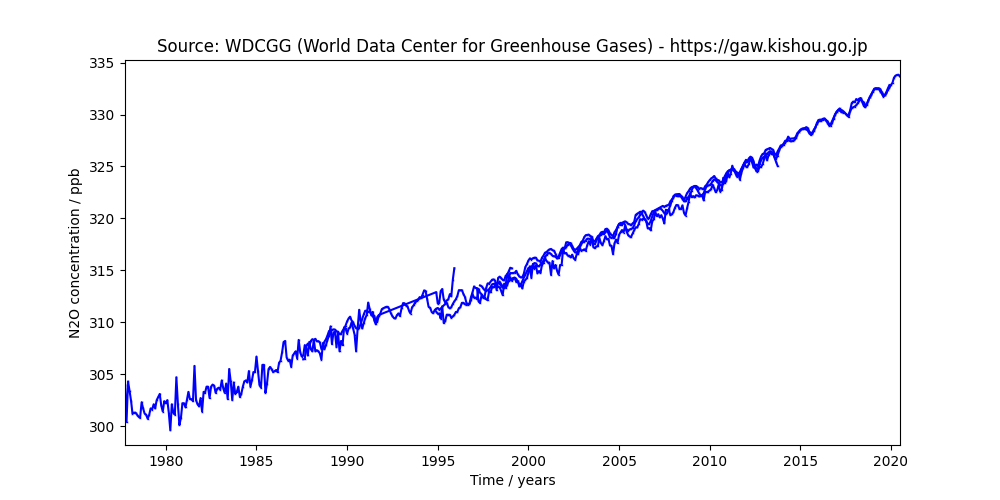 Source: WDCGG (World Data Center for Greenhouse Gases) - https://gaw.kishou.go.jp
335
330
325
320
315
310
305
300
N2O concentration / ppb
1980 1985 1990 1995 2000 2005 2010 2015 2020
Time / years